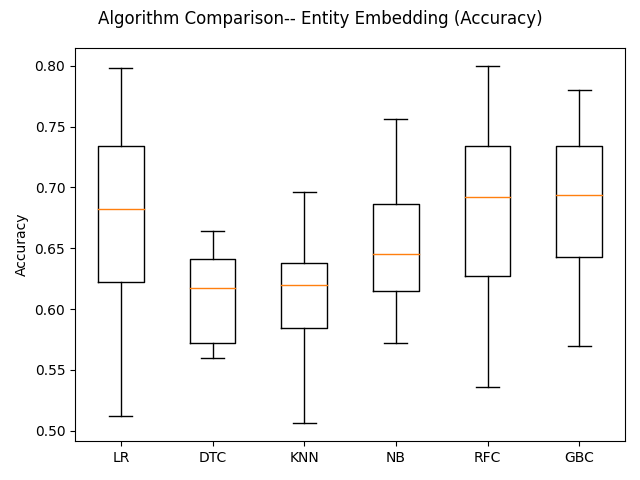 Algorithm Comparison-- Entity Embedding (Accuracy)
Accuracy
0.80
0.75
0.70
0.65
0.60
0.55
0.50
LR DTC KNN NB RFC GBC